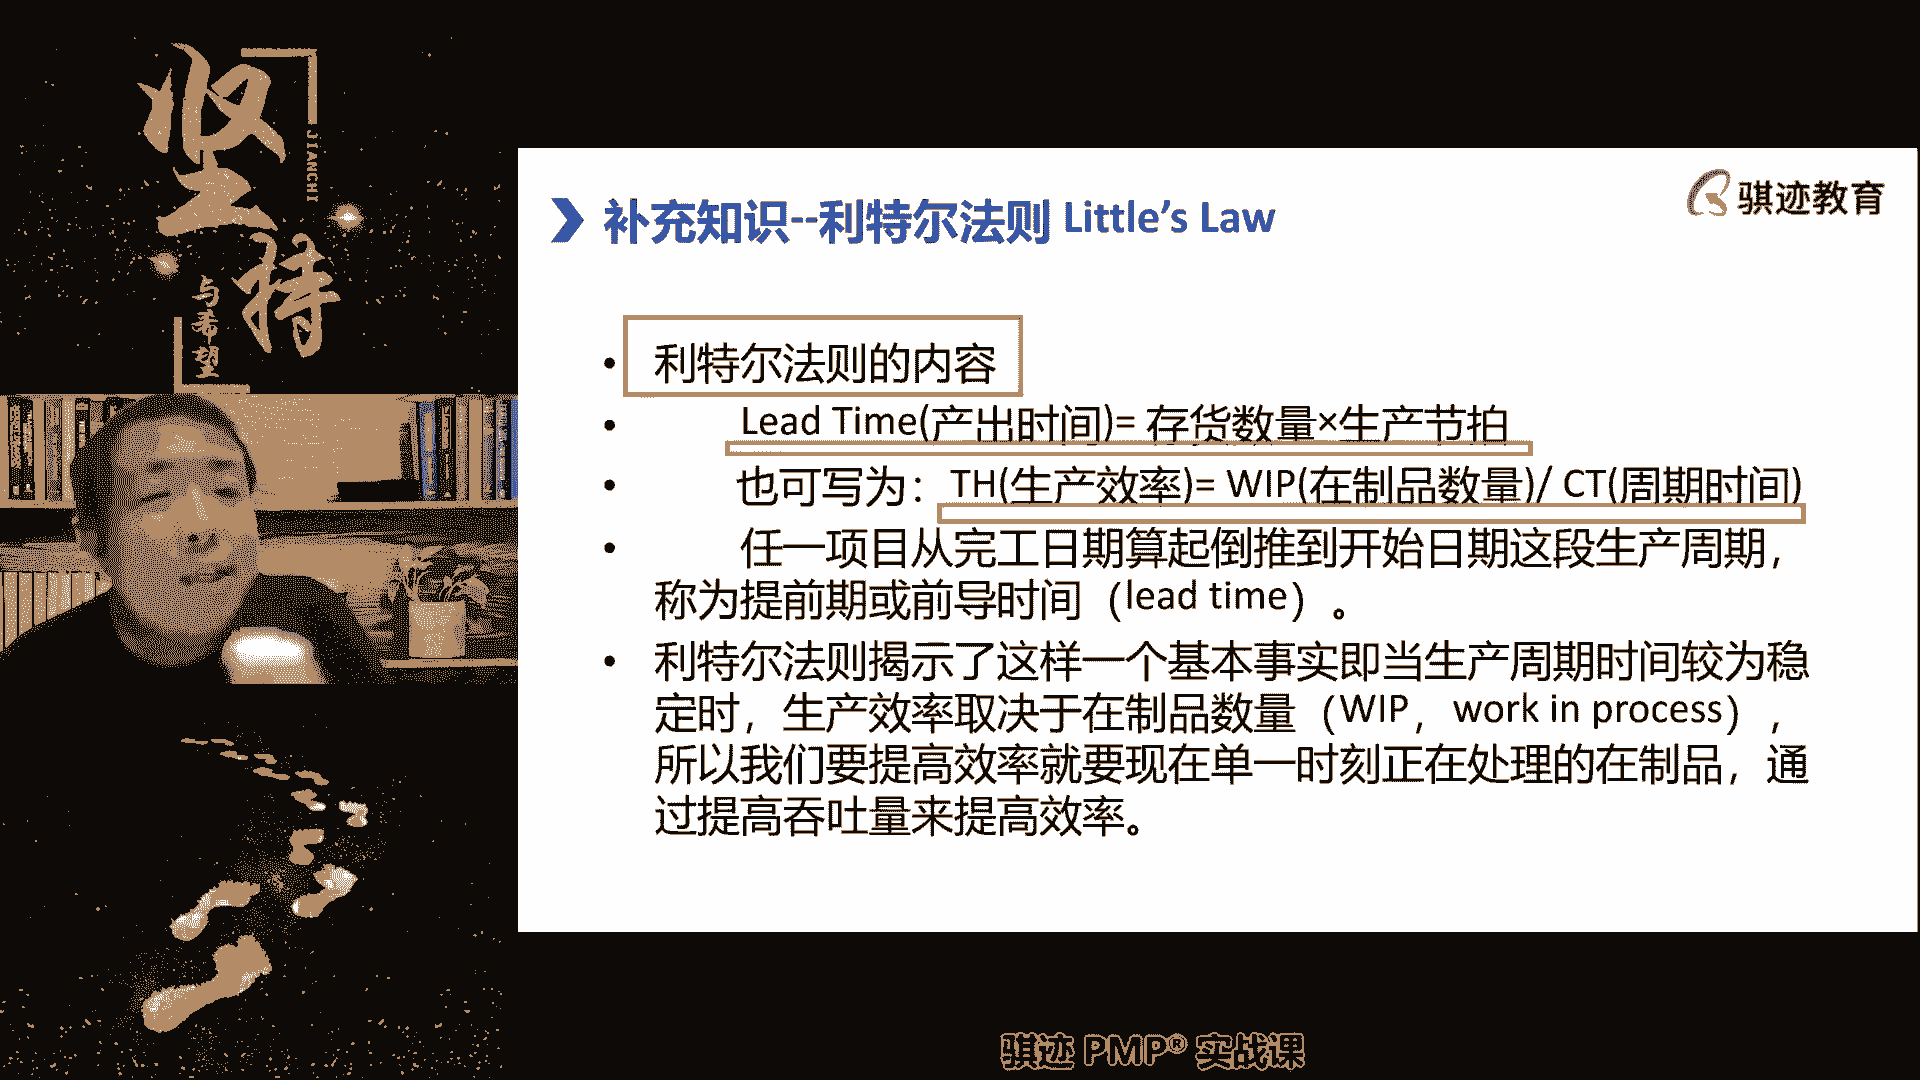 坚持
JIANCHI
与希望
骐迹教育
补充知识--利特尔法则 Little’s Law
• 利特尔法则的内容
• Lead Time(产出时间)= 存货数量×生产节拍
• 也可写为：TH(生产效率)= WIP(在制品数量)/ CT(周期时间)
• 任一项目从完工日期算起倒推到开始日期这段生产周期，
称为提前期或前导时间（lead time）。
• 利特尔法则揭示了这样一个基本事实即当生产周期时间较为稳
定时，生产效率取决于在制品数量（WIP，work in process），
所以我们要提高效率就要现在单一时刻正在处理的在制品，通
过提高吞吐量来提高效率。
骐迹 PMP® 实战课